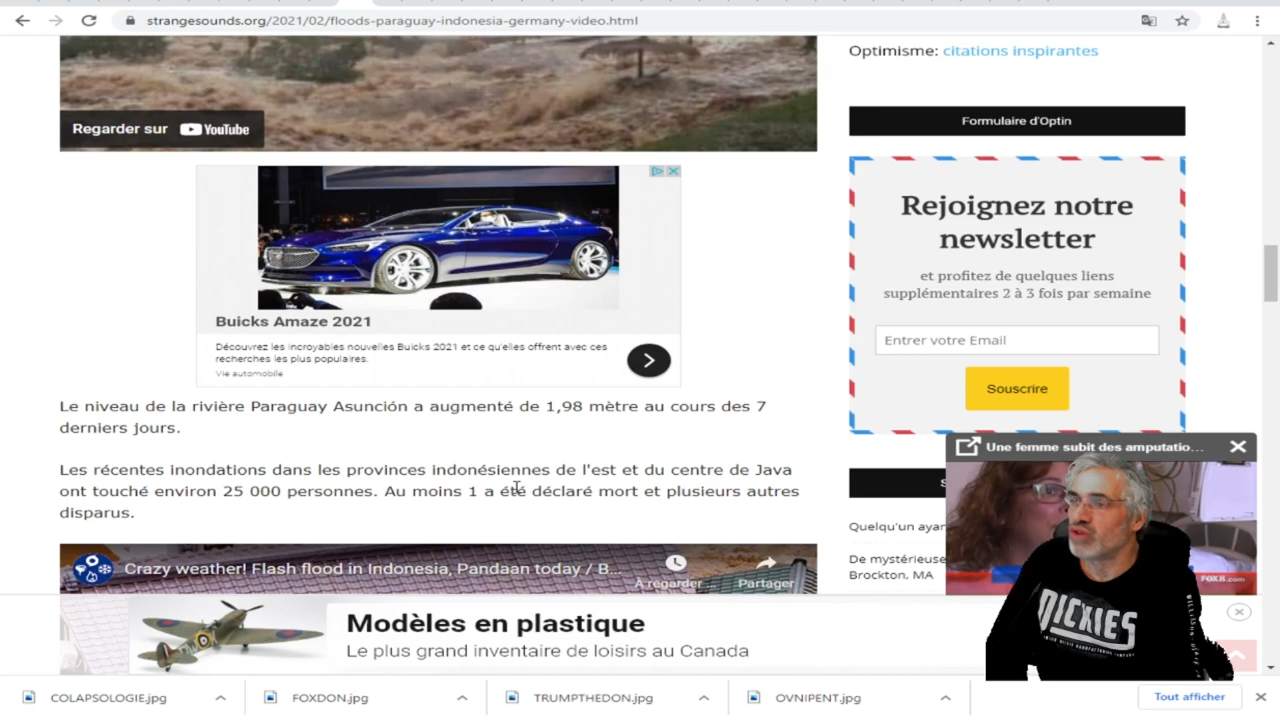 strangesounds.org/2021/02/floods-paraguay-indonesia-germany-video.html
Optimisme: citations inspirantes
Regarder sur YouTube
Formulaire d'Optin
Rejoignez notre
newsletter
et profitez de quelques liens
supplémentaires 2 à 3 fois par semaine
Entrer votre Email
Souscrire
Buicks Amaze 2021
Découvrez les incroyables nouvelles Buicks 2021 et ce qu'elles offrent avec ces
recherches les plus populaires.
Vie automobile
Le niveau de la rivière Paraguay Asunción a augmenté de 1,98 mètre au cours des 7
derniers jours.
Les récentes inondations dans les provinces indonésiennes de l'est et du centre de Java
ont touché environ 25 000 personnes. Au moins 1 a été déclaré mort et plusieurs autres
disparus.
Une femme subit des amputatio...
Quelqu'un ayan
De mystérieuse
Brockton, MA
FOX8.com
Crazy weather! Flash flood in Indonesia, Pandaan today / B...
À regarder ...
Partager
DICKIES
Modèles en plastique
Le plus grand inventaire de loisirs au Canada
COLAPSOLOGIE.jpg
FOXDON.jpg
TRUMPTHEDON.jpg
OVNIPENT.jpg
Tout afficher